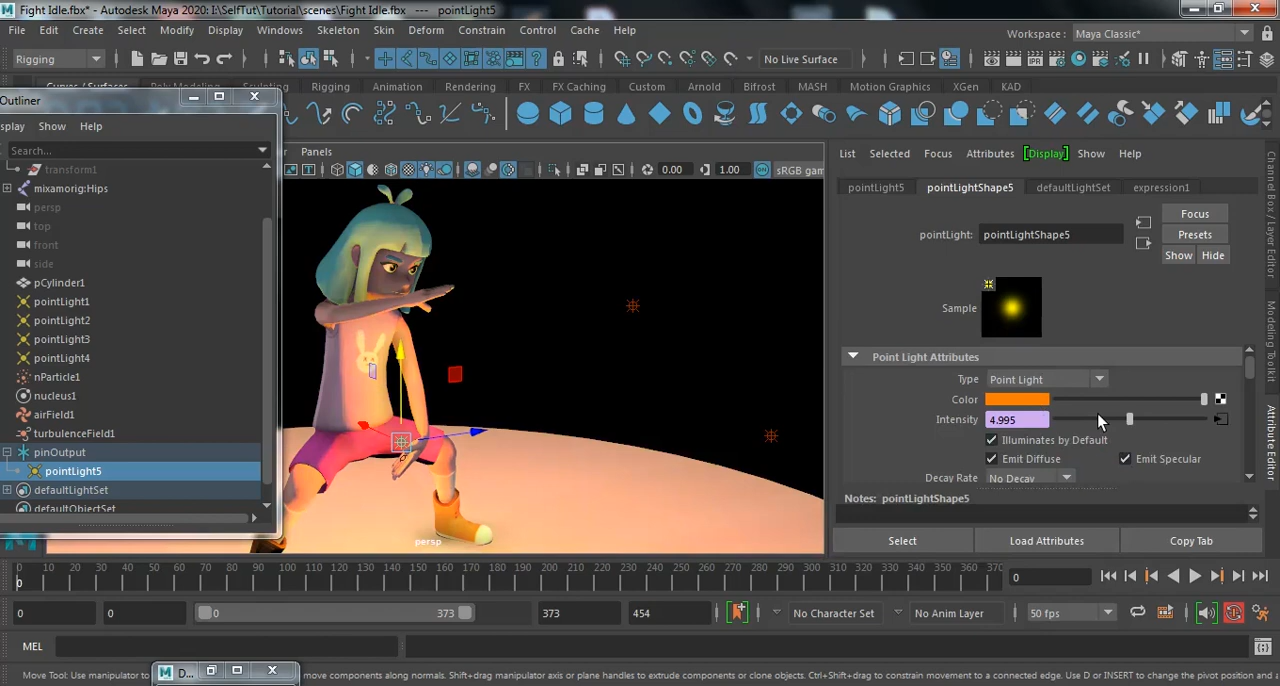 Fight Idle.fbx* - Autodesk Maya 2020: I:\SelfTut\Tutorial\scenes\Fight Idle.fbx --- pointLight5
File Edit Create Select Modify Display Windows Skeleton Skin Deform Constrain Control Cache Help
Workspace : Maya Classic*
Rigging No Live Surface
Curves / Surfaces Poly Modeling Sculpting Rigging Animation Rendering FX FX Caching Custom Arnold Bifrost MASH Motion Graphics XGen KAD
Outliner
splay Show Help
Search...
transform1
mixamorig:Hips
persp
top
front
side
pCylinder1
pointLight1
pointLight2
pointLight3
pointLight4
nParticle1
nucleus1
airField1
turbulenceField1
pinOutput
pointLight5
defaultLightSet
defaultObjectSet
Panels
0.00 1.00 sRGB gam
persp
List Selected Focus Attributes Display Show Help
pointLight5 pointLightShape5 defaultLightSet expression1
pointLight: pointLightShape5
Focus
Presets
Show Hide
Sample
Point Light Attributes
Type Point Light
Color
Intensity 4.995
Illuminates by Default
Emit Diffuse Emit Specular
Decay Rate No Decay
Notes: pointLightShape5
Select Load Attributes Copy Tab
Channel Box / Layer Editor
Modeling Toolkit
Attribute Editor
0 10 20 30 40 50 60 70 80 90 100 110 120 130 140 150 160 170 180 190 200 210 220 230 240 250 260 270 280 290 300 310 320 330 340 350 360 370
0 0
0 0 0 373 373 454 No Character Set No Anim Layer 50 fps
MEL
D...
Move Tool: Use manipulator to move components along normals. Shift+drag manipulator axis or plane handles to extrude components or clone objects. Ctrl+Shift+drag to constrain movement to a connected edge. Use D or INSERT to change the pivot position and a